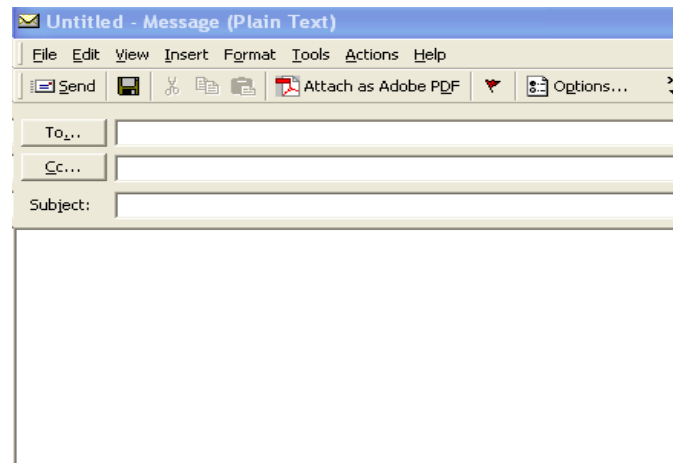 Untitled - Message (Plain Text)
File Edit View Insert Format Tools Actions Help
Send Attach as Adobe PDF Options...
To...
Cc...
Subject: